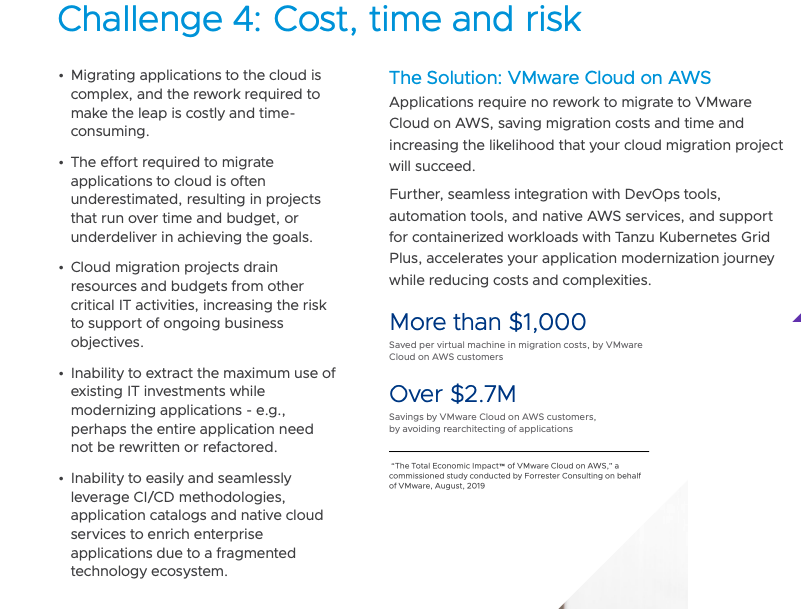 Challenge 4: Cost, time and risk
• Migrating applications to the cloud is
complex, and the rework required to
make the leap is costly and time-
consuming.
• The effort required to migrate
applications to cloud is often
underestimated, resulting in projects
that run over time and budget, or
underdeliver in achieving the goals.
• Cloud migration projects drain
resources and budgets from other
critical IT activities, increasing the risk
to support of ongoing business
objectives.
• Inability to extract the maximum use of
existing IT investments while
modernizing applications - e.g.,
perhaps the entire application need
not be rewritten or refactored.
• Inability to easily and seamlessly
leverage CI/CD methodologies,
application catalogs and native cloud
services to enrich enterprise
applications due to a fragmented
technology ecosystem.
The Solution: VMware Cloud on AWS
Applications require no rework to migrate to VMware
Cloud on AWS, saving migration costs and time and
increasing the likelihood that your cloud migration project
will succeed.
Further, seamless integration with DevOps tools,
automation tools, and native AWS services, and support
for containerized workloads with Tanzu Kubernetes Grid
Plus, accelerates your application modernization journey
while reducing costs and complexities.
More than $1,000
Saved per virtual machine in migration costs, by VMware
Cloud on AWS customers
Over $2.7M
Savings by VMware Cloud on AWS customers,
by avoiding rearchitecting of applications
"The Total Economic Impact™ of VMware Cloud on AWS," a
commissioned study conducted by Forrester Consulting on behalf
of VMware, August, 2019